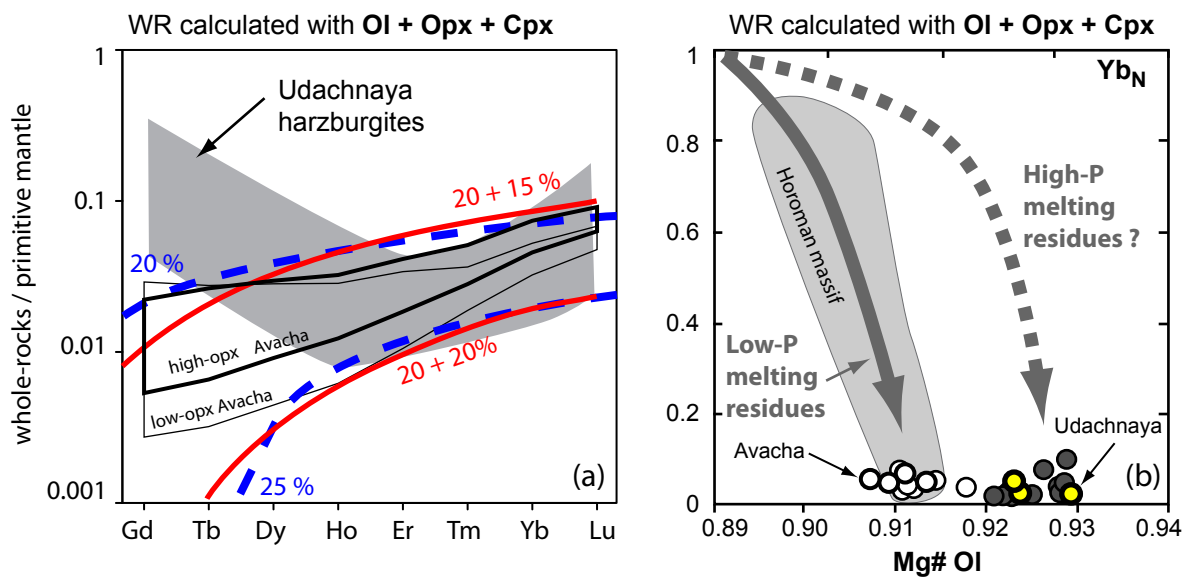 WR calculated with Ol + Opx + Cpx
whole-rocks / primitive mantle
1
0.1
0.01
0.001
Udachnaya
harzburgites
20 + 15 %
20 %
high-opx Avacha
low-opx Avacha
20 + 20%
25 %
(a)
Gd Tb Dy Ho Er Tm Yb Lu
WR calculated with Ol + Opx + Cpx
1
0.8
0.6
0.4
0.2
0
YbN
Horoman massif
High-P
melting
residues ?
Low-P
melting
residues
Avacha
Udachnaya
(b)
0.89 0.90 0.91 0.92 0.93 0.94
Mg# Ol